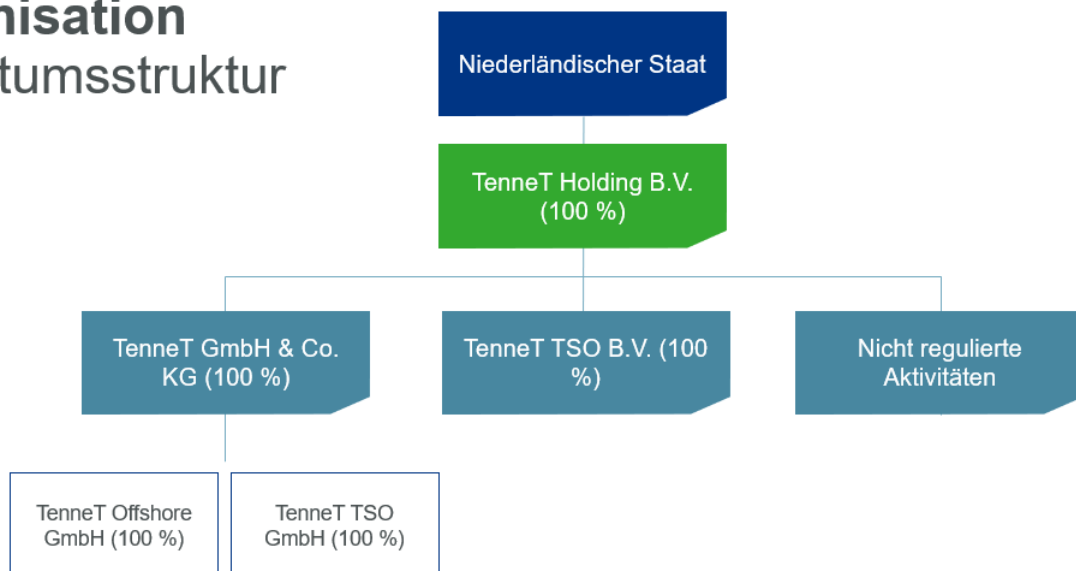 nisation
tumsstruktur
Niederländischer Staat
TenneT Holding B.V.
(100 %)
TenneT GmbH & Co.
KG (100 %)
TenneT TSO B.V. (100
%)
Nicht regulierte
Aktivitäten
TenneT Offshore
GmbH (100 %)
TenneT TSO
GmbH (100 %)